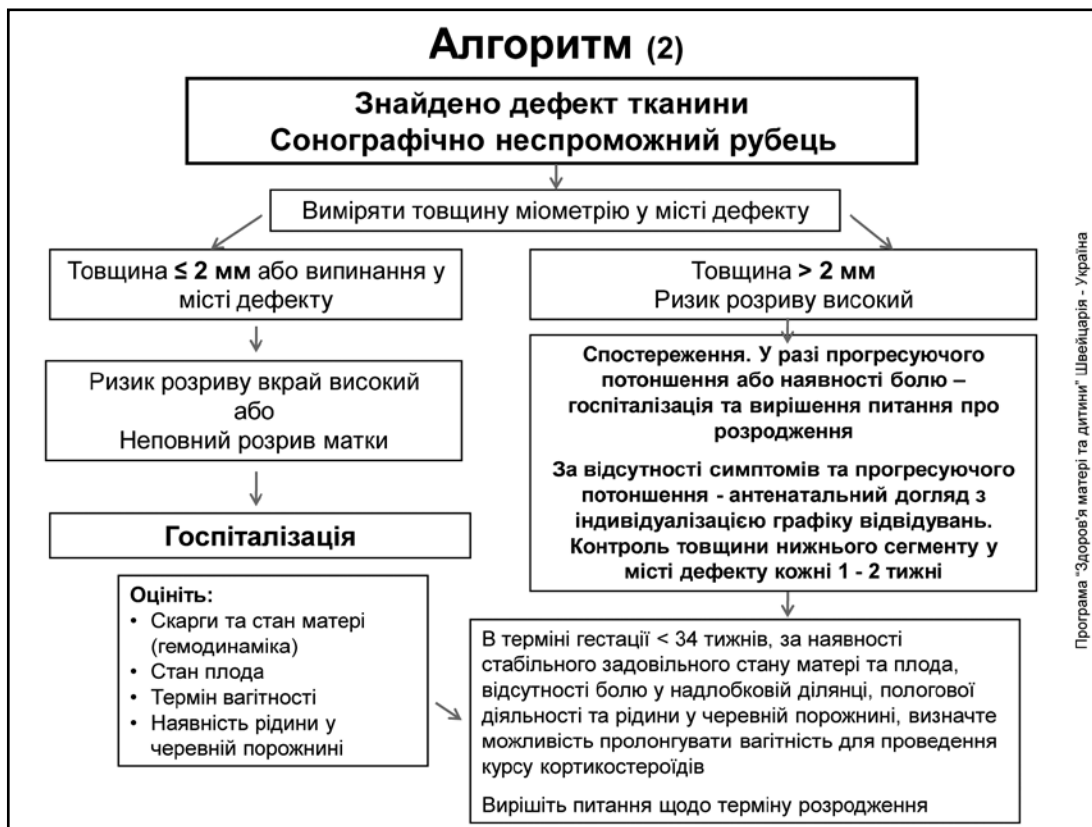 Алгоритм (2)
Знайдено дефект тканини
Сонографічно неспроможний рубець
Виміряти товщину міометрію у місті дефекту
Товщина ≤ 2 мм або випинання у
місті дефекту
Товщина > 2 мм
Ризик розриву високий
Ризик розриву вкрай високий
або
Неповний розрив матки
Спостереження. У разі прогресуючого
потоншення або наявності болю –
госпіталізація та вирішення питання про
розродження
За відсутності симптомів та прогресуючого
потоншення - антенатальний догляд з
індивідуалізацією графіку відвідувань.
Контроль товщини нижнього сегменту у
місті дефекту кожні 1 - 2 тижні
Госпіталізація
Оцініть:
• Скарги та стан матері
(гемодинаміка)
• Стан плода
• Термін вагітності
• Наявність рідини у
черевній порожнині
В терміні гестації < 34 тижнів, за наявності
стабільного задовільного стану матері та плода,
відсутності болю у надлобковій ділянці, пологової
діяльності та рідини у черевній порожнині, визначте
можливість пролонгувати вагітність для проведення
курсу кортикостероїдів
Вирішіть питання щодо терміну розродження
Програма "Здоров'я матері та дитини" Швейцарія - Україна